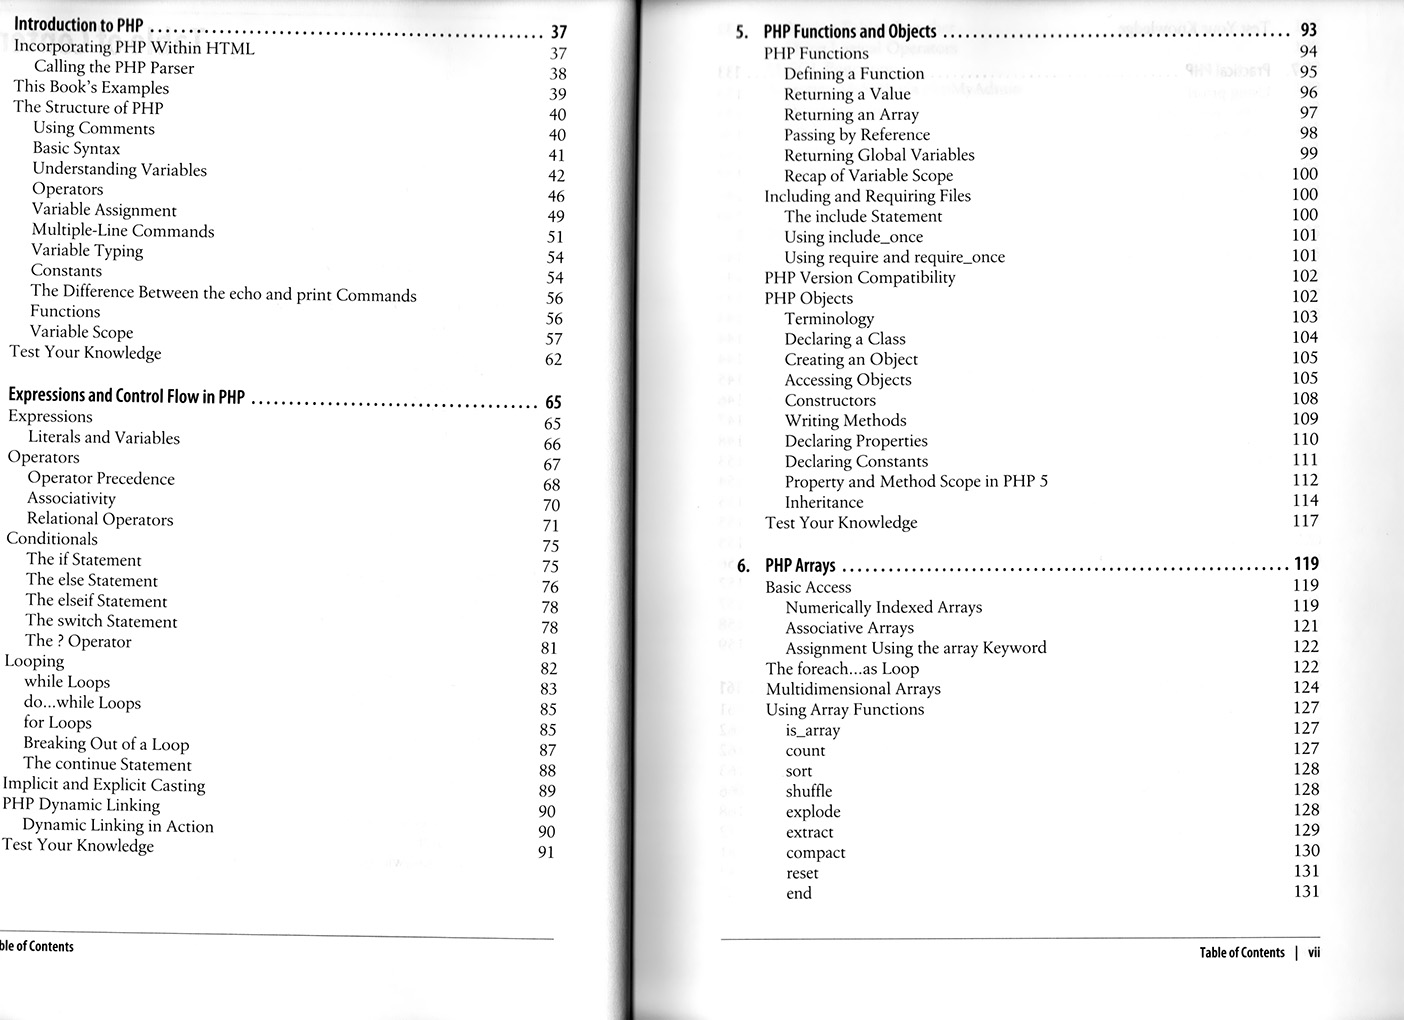 Introduction to PHP . . . . . . . . . . . . . . . . . . . . . . . . . . . . . . . . . . . . . . . . . . . . . . . 37
Incorporating PHP Within HTML 37
Calling the PHP Parser 38
This Book's Examples 39
The Structure of PHP 40
Using Comments 40
Basic Syntax 41
Understanding Variables 42
Operators 46
Variable Assignment 49
Multiple-Line Commands 51
Variable Typing 54
Constants 54
The Difference Between the echo and print Commands 56
Functions 56
Variable Scope 57
Test Your Knowledge 62
Expressions and Control Flow in PHP . . . . . . . . . . . . . . . . . . . . . . . . . . . . . . . . . . . . 65
Expressions 65
Literals and Variables 66
Operators 67
Operator Precedence 68
Associativity 70
Relational Operators 71
Conditionals 75
The if Statement 75
The else Statement 76
The elseif Statement 78
The switch Statement 78
The ? Operator 81
Looping 82
while Loops 83
do...while Loops 85
for Loops 85
Breaking Out of a Loop 87
The continue Statement 88
Implicit and Explicit Casting 89
PHP Dynamic Linking 90
Dynamic Linking in Action 90
Test Your Knowledge 91
ble of Contents
5. PHP Functions and Objects . . . . . . . . . . . . . . . . . . . . . . . . . . . . . . . . . . . . . . . . . . 93
PHP Functions 94
Defining a Function 95
Returning a Value 96
Returning an Array 97
Passing by Reference 98
Returning Global Variables 99
Recap of Variable Scope 100
Including and Requiring Files 100
The include Statement 100
Using include_once 101
Using require and require_once 101
PHP Version Compatibility 102
PHP Objects 102
Terminology 103
Declaring a Class 104
Creating an Object 105
Accessing Objects 105
Constructors 108
Writing Methods 109
Declaring Properties 110
Declaring Constants 111
Property and Method Scope in PHP 5 112
Inheritance 114
Test Your Knowledge 117
6. PHP Arrays . . . . . . . . . . . . . . . . . . . . . . . . . . . . . . . . . . . . . . . . . . . . . . . . . . . . . 119
Basic Access 119
Numerically Indexed Arrays 119
Associative Arrays 121
Assignment Using the array Keyword 122
The foreach...as Loop 122
Multidimensional Arrays 124
Using Array Functions 127
is_array 127
count 127
sort 128
shuffle 128
explode 128
extract 129
compact 130
reset 131
end 131
Table of Contents | vii